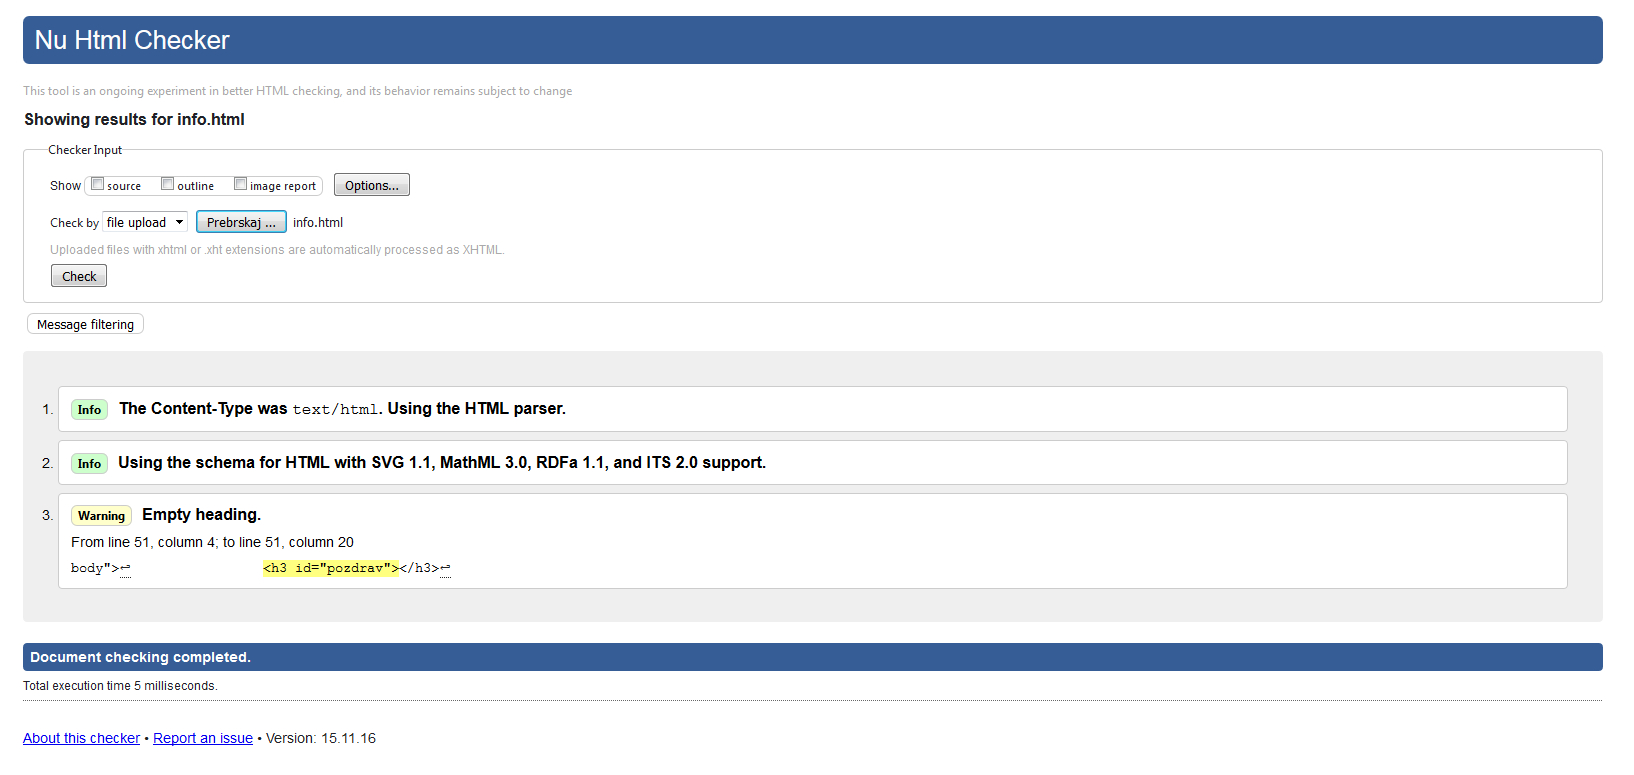 Nu Html Checker
This tool is an ongoing experiment in better HTML checking, and its behavior remains subject to change
Showing results for info.html
Checker Input
Show source outline image report Options...
Check by file upload Prebrskaj ... info.html
Uploaded files with xhtml or .xht extensions are automatically processed as XHTML.
Check
Message filtering
1. Info The Content-Type was text/html. Using the HTML parser.
2. Info Using the schema for HTML with SVG 1.1, MathML 3.0, RDFa 1.1, and ITS 2.0 support.
3. Warning Empty heading.
From line 51, column 4; to line 51, column 20
body">↩ <h3 id="pozdrav"></h3>↩
Document checking completed.
Total execution time 5 milliseconds.
About this checker • Report an issue • Version: 15.11.16